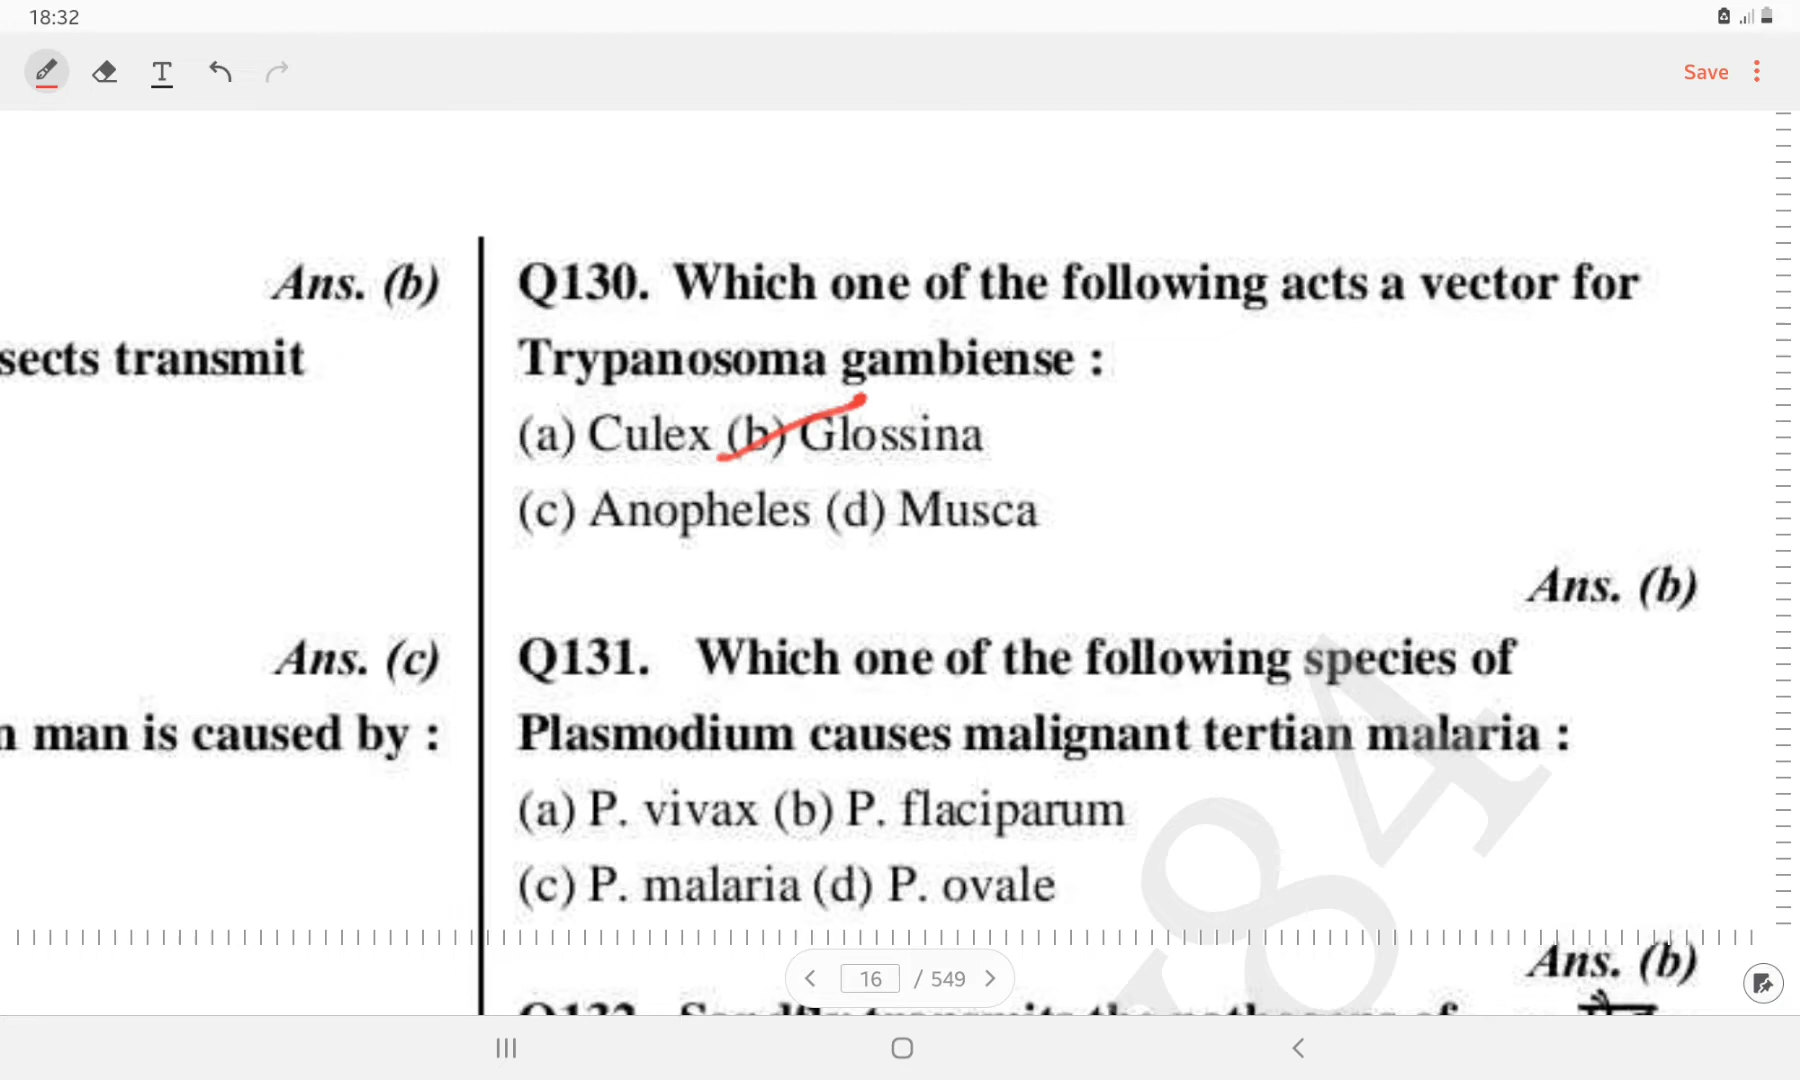 18:32
T
Save
Ans. (b)
sects transmit
Ans. (c)
n man is caused by :
Q130. Which one of the following acts a vector for
Trypanosoma gambiense :
(a) Culex (b) Glossina
(c) Anopheles (d) Musca
Ans. (b)
Q131. Which one of the following species of
Plasmodium causes malignant tertian malaria :
(a) P. vivax (b) P. flaciparum
(c) P. malaria (d) P. ovale
Ans. (b)
84
16 / 549